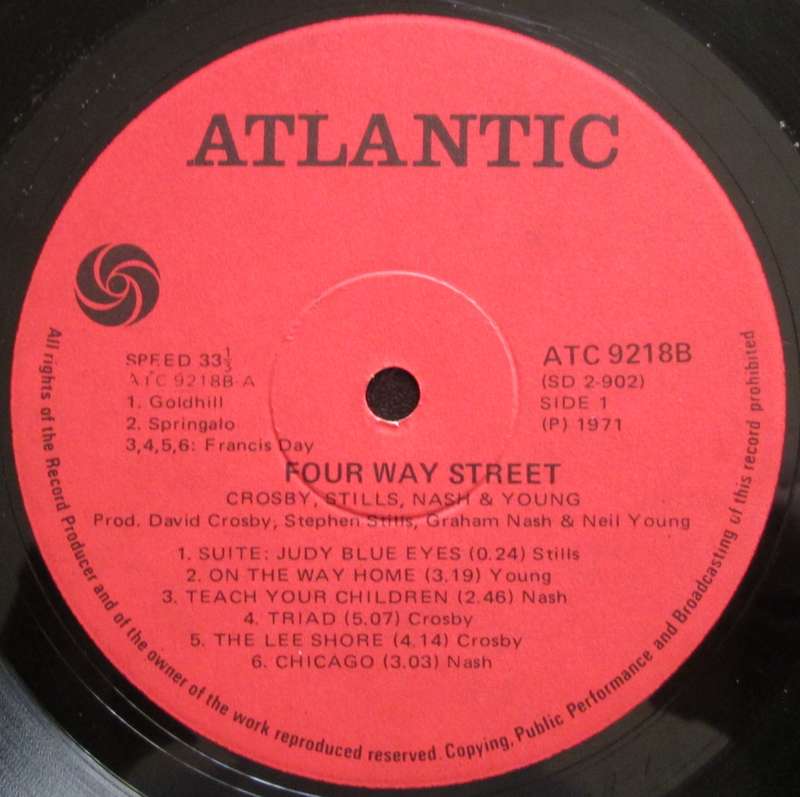 ATLANTIC
SPEED 33⅓
ATC 9218B-A
1. Goldhill
2. Springalo
3,4,5,6: Francis Day
ATC 9218B
(SD 2-902)
SIDE 1
(P) 1971
FOUR WAY STREET
CROSBY, STILLS, NASH & YOUNG
Prod. David Crosby, Stephen Stills, Graham Nash & Neil Young
1. SUITE: JUDY BLUE EYES (0.24) Stills
2. ON THE WAY HOME (3.19) Young
3. TEACH YOUR CHILDREN (2.46) Nash
4. TRIAD (5.07) Crosby
5. THE LEE SHORE (4.14) Crosby
6. CHICAGO (3.03) Nash
All rights of the Record Producer and of the owner of the work reproduced reserved. Copying, Public Performance and Broadcasting of this record prohibited